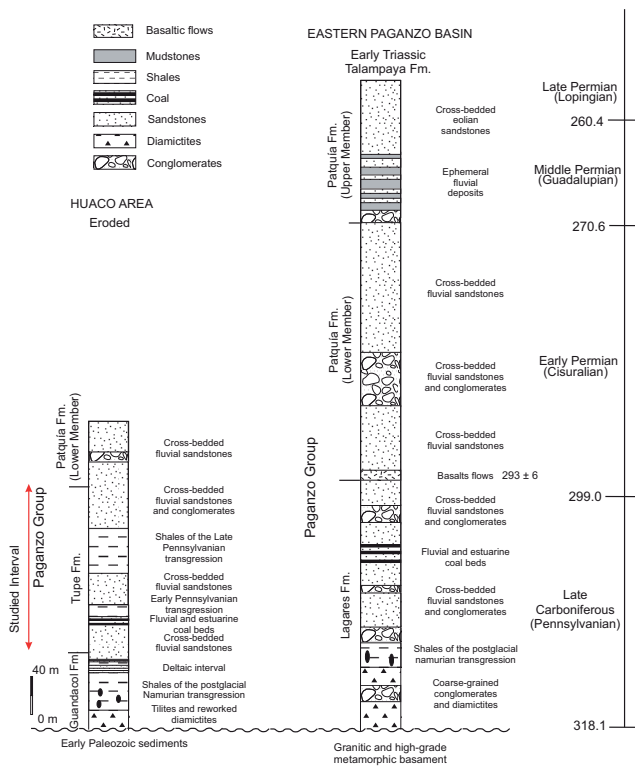 Basaltic flows
Mudstones
Shales
Coal
Sandstones
Diamictites
Conglomerates
HUACO AREA
Eroded
Patquía Fm.
(Lower Member)
Paganzo Group
Tupe Fm.
Guandacol Fm
Studied Interval
40 m
0 m
Cross-bedded
fluvial sandstones
Cross-bedded
fluvial sandstones
and conglomerates
Shales of the Late
Pennsylvanian
transgression
Cross-bedded
fluvial sandstones
Early Pennsylvanian
transgression
Fluvial and estuarine
coal beds
Cross-bedded
fluvial sandstones
Deltaic interval
Shales of the postglacial
Namurian transgression
Tilites and reworked
diamictites
Early Paleozoic sediments
EASTERN PAGANZO BASIN
Early Triassic
Talampaya Fm.
Patquía Fm.
(Upper Member)
Patquía Fm.
(Lower Member)
Paganzo Group
Lagares Fm.
Cross-bedded
eolian
sandstones
Ephemeral
fluvial
deposits
Cross-bedded
fluvial sandstones
Cross-bedded
fluvial sandstones
and conglomerates
Cross-bedded
fluvial sandstones
Basalts flows 293 ± 6
Cross-bedded
fluvial sandstones
and conglomerates
Fluvial and estuarine
coal beds
Cross-bedded
fluvial sandstones
and conglomerates
Shales of the postglacial
namurian transgression
Coarse-grained
conglomerates
and diamictites
Granitic and high-grade
metamorphic basament
Late Permian
(Lopingian)
260.4
Middle Permian
(Guadalupian)
270.6
Early Permian
(Cisuralian)
299.0
Late
Carboniferous
(Pennsylvanian)
318.1